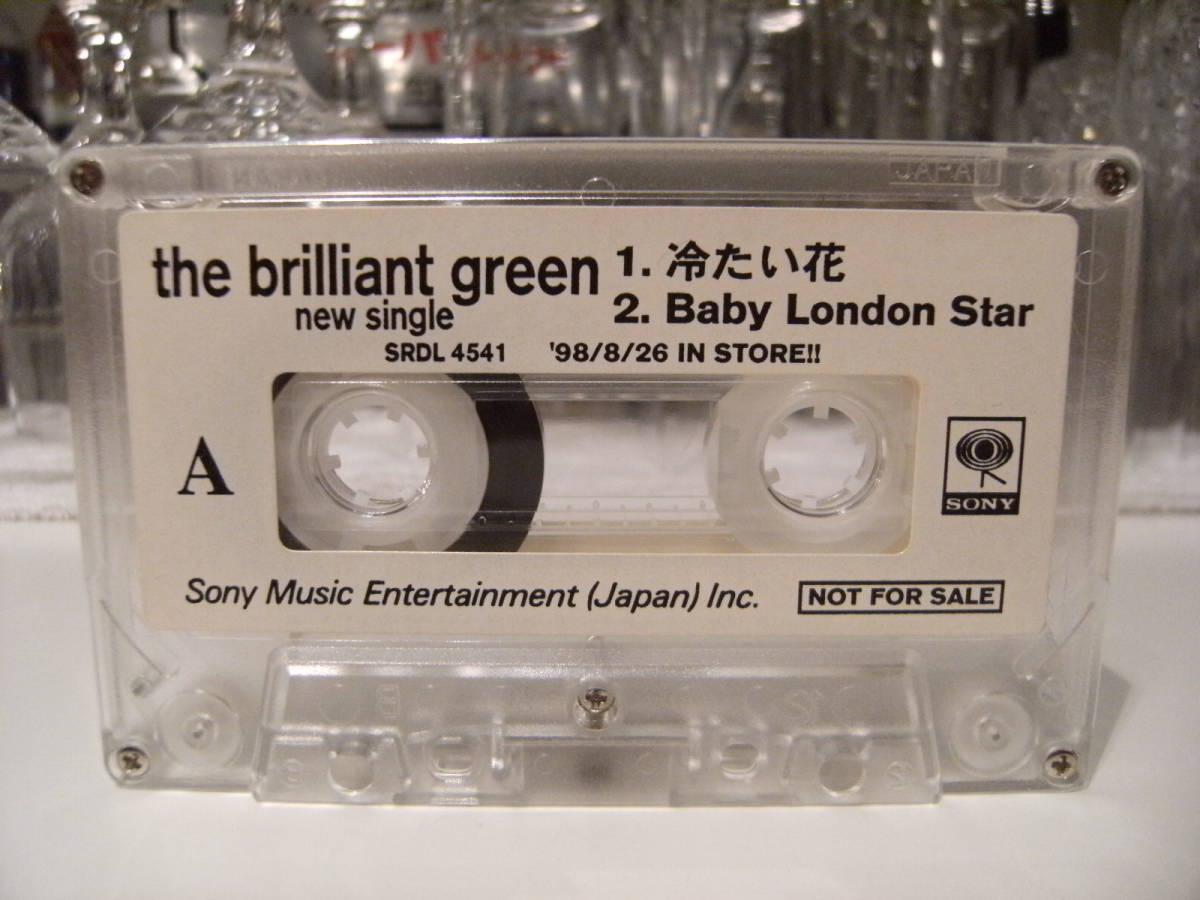 JAPAN
the brilliant green
new single
1. 冷たい花
2. Baby London Star
SRDL 4541 '98/8/26 IN STORE!!
A
SONY
Sony Music Entertainment (Japan) Inc.
NOT FOR SALE